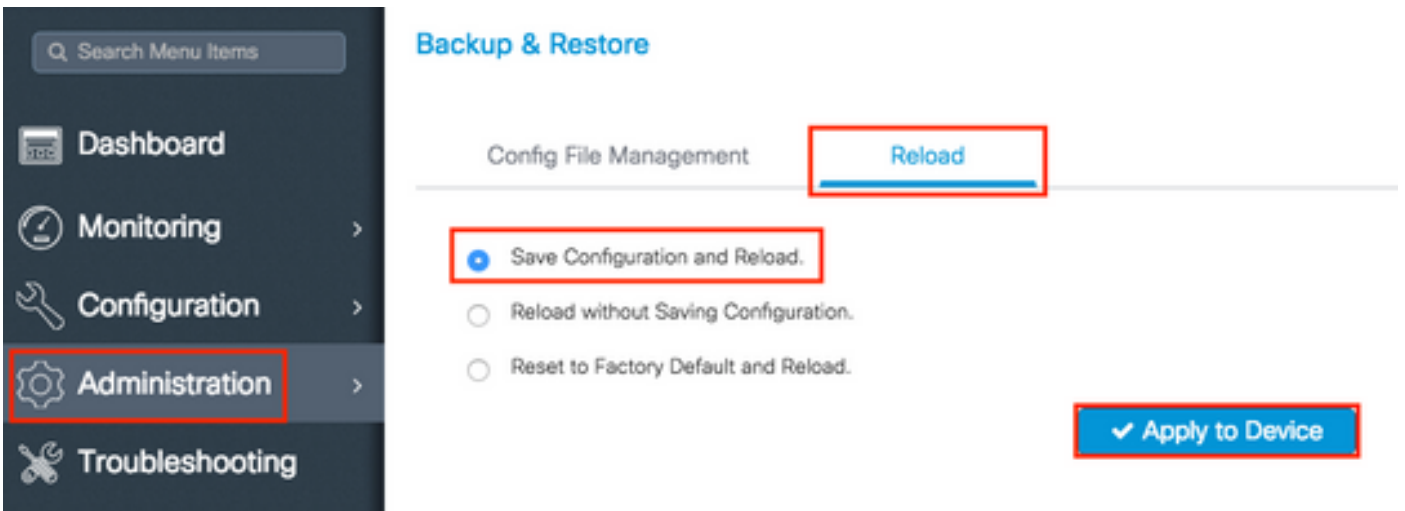 Search Menu Items
Dashboard
Monitoring
Configuration
Administration
Troubleshooting
Backup & Restore
Config File Management
Reload
Save Configuration and Reload.
Reload without Saving Configuration.
Reset to Factory Default and Reload.
Apply to Device